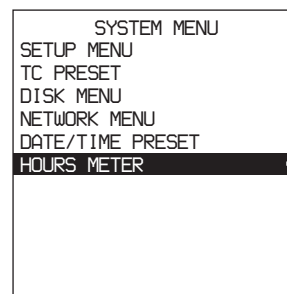 SYSTEM MENU
SETUP MENU
TC PRESET
DISK MENU
NETWORK MENU
DATE/TIME PRESET
HOURS METER